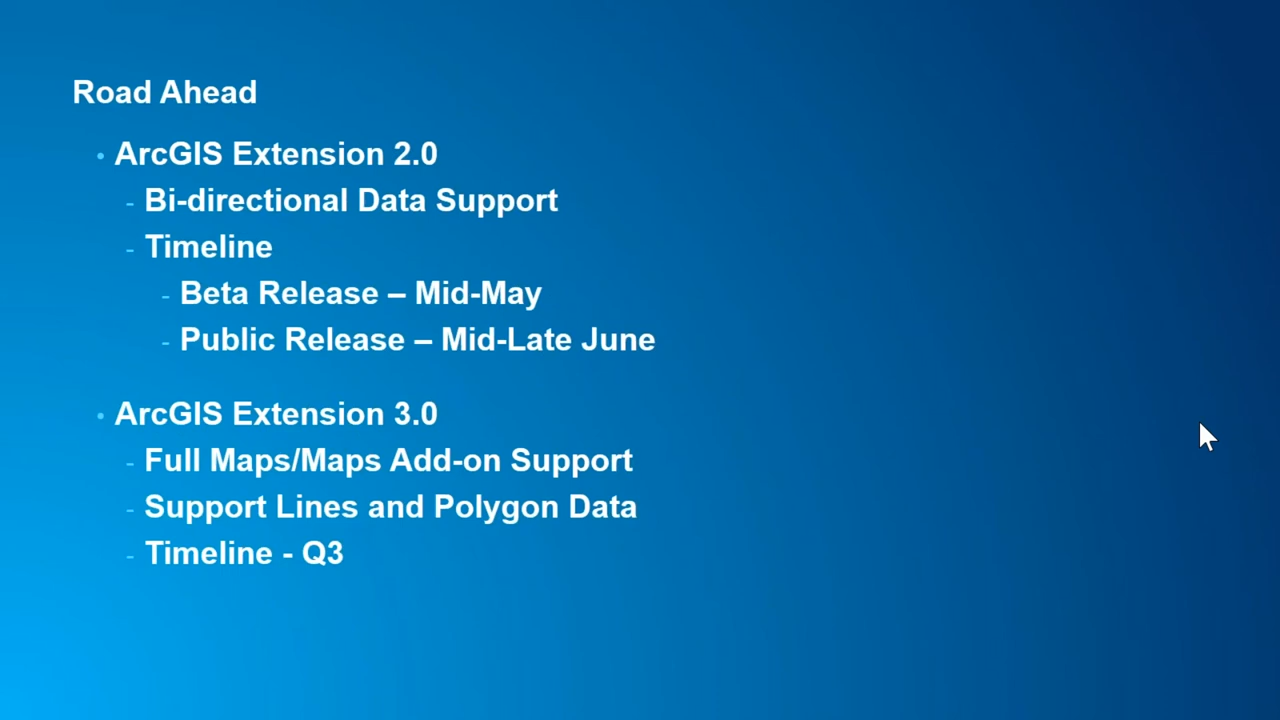 Road Ahead
• ArcGIS Extension 2.0
- Bi-directional Data Support
- Timeline
- Beta Release – Mid-May
- Public Release – Mid-Late June
• ArcGIS Extension 3.0
- Full Maps/Maps Add-on Support
- Support Lines and Polygon Data
- Timeline - Q3